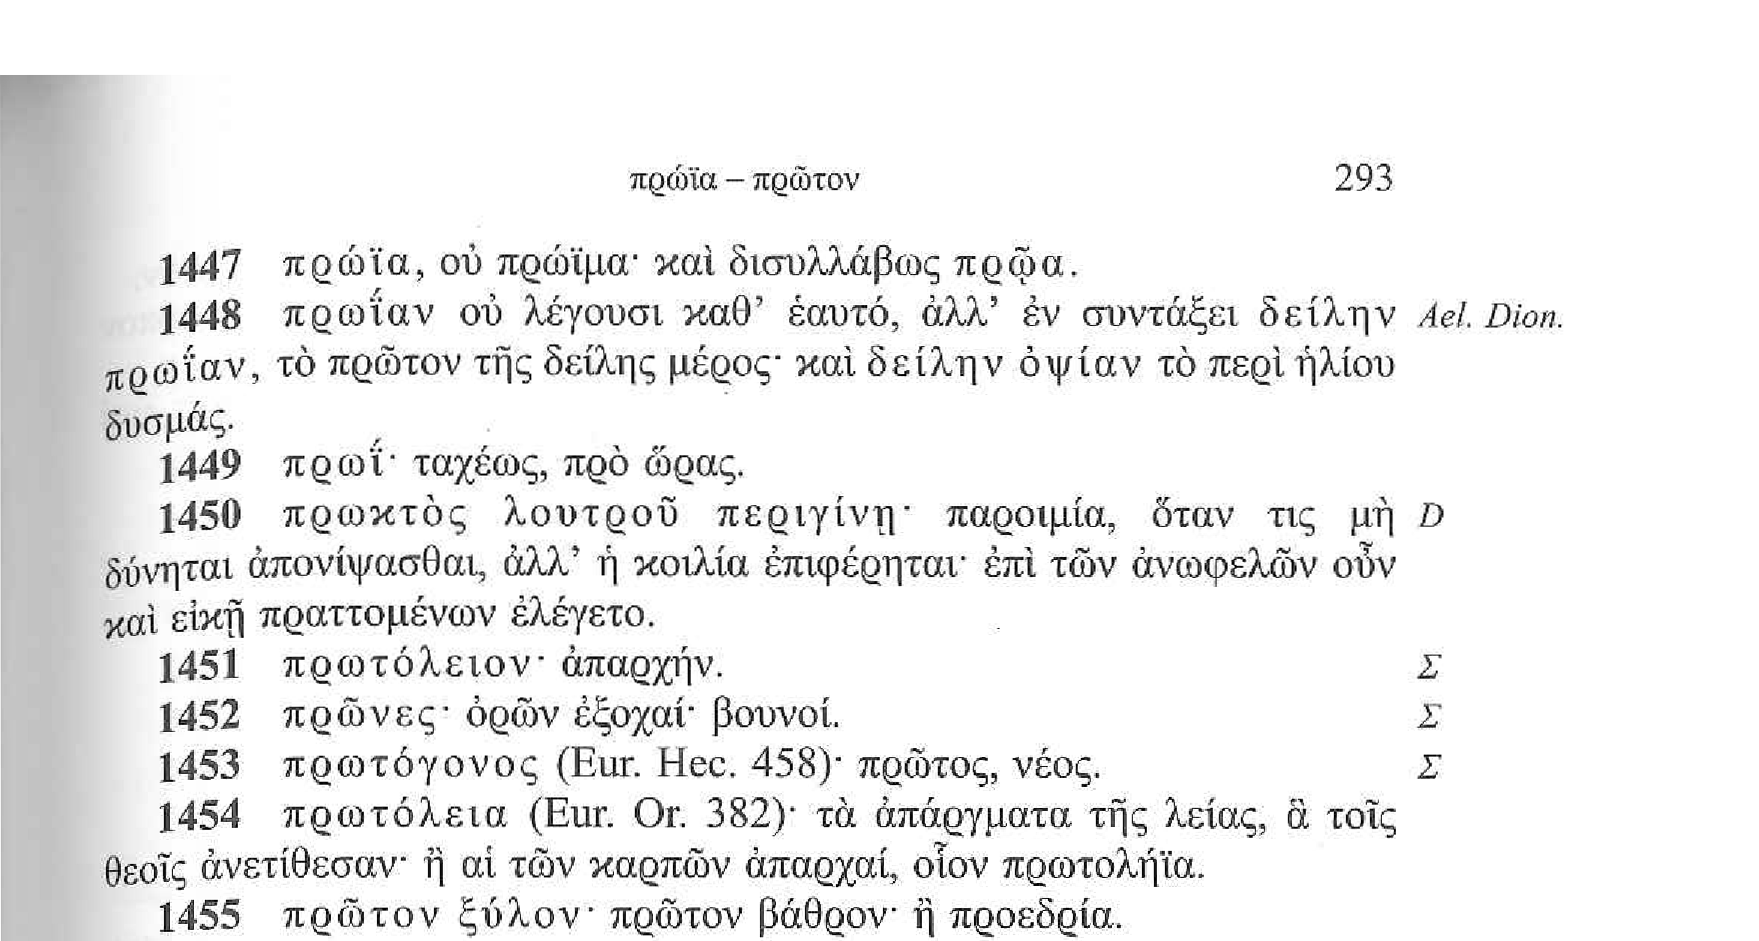 πρώϊα – πρῶτον 293
1447 πρώϊα, οὐ πρώϊμα· καὶ δισυλλάβως πρῷα.
1448 πρωΐαν οὐ λέγουσι καθ’ ἑαυτό, ἀλλ’ ἐν συντάξει δείλην Ael. Dion.
πρωΐαν, τὸ πρῶτον τῆς δείλης μέρος· καὶ δείλην ὀψίαν τὸ περὶ ἡλίου
δυσμάς.
1449 πρωΐ· ταχέως, πρὸ ὥρας.
1450 πρωκτὸς λουτροῦ περιγίνῃ· παροιμία, ὅταν τις μὴ D
δύνηται ἀπονίψασθαι, ἀλλ’ ἡ κοιλία ἐπιφέρηται· ἐπὶ τῶν ἀνωφελῶν οὖν
καὶ εἰκῇ πραττομένων ἐλέγετο.
1451 πρωτόλειον· ἀπαρχήν. Σ
1452 πρῶνες· ὀρῶν ἐξοχαί· βουνοί. Σ
1453 πρωτόγονος (Eur. Hec. 458)· πρῶτος, νέος. Σ
1454 πρωτόλεια (Eur. Or. 382)· τὰ ἀπάργματα τῆς λείας, ἃ τοῖς
θεοῖς ἀνετίθεσαν· ἢ αἱ τῶν καρπῶν ἀπαρχαί, οἷον πρωτολήϊα.
1455 πρῶτον ξύλον· πρῶτον βάθρον· ἢ προεδρία.